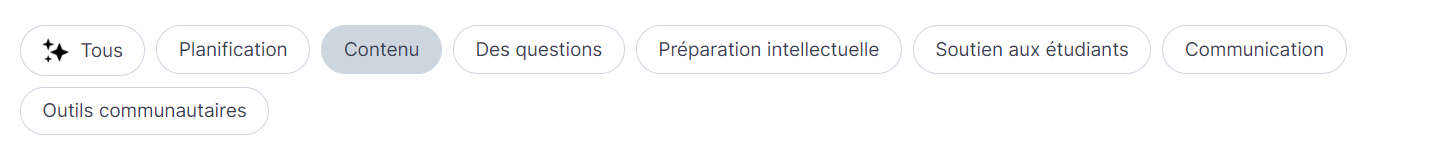 Tous Planification Contenu Des questions Préparation intellectuelle Soutien aux étudiants Communication
Outils communautaires